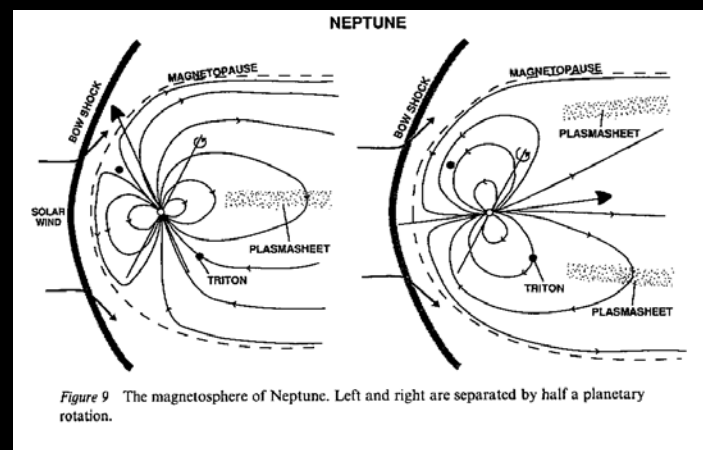 NEPTUNE
MAGNETOPAUSE
BOW SHOCK
SOLAR
WIND
PLASMASHEET
TRITON
MAGNETOPAUSE
BOW SHOCK
PLASMASHEET
TRITON
PLASMASHEET
Figure 9 The magnetosphere of Neptune. Left and right are separated by half a planetary
rotation.